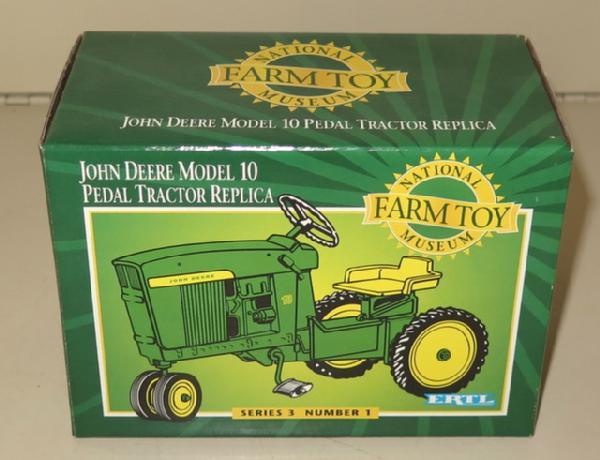 NATIONAL
FARM TOY
MUSEUM
JOHN DEERE MODEL 10 PEDAL TRACTOR REPLICA
JOHN DEERE MODEL 10
PEDAL TRACTOR REPLICA
NATIONAL
FARM TOY
MUSEUM
JOHN DEERE
10
ERTL
SERIES 3 NUMBER 1